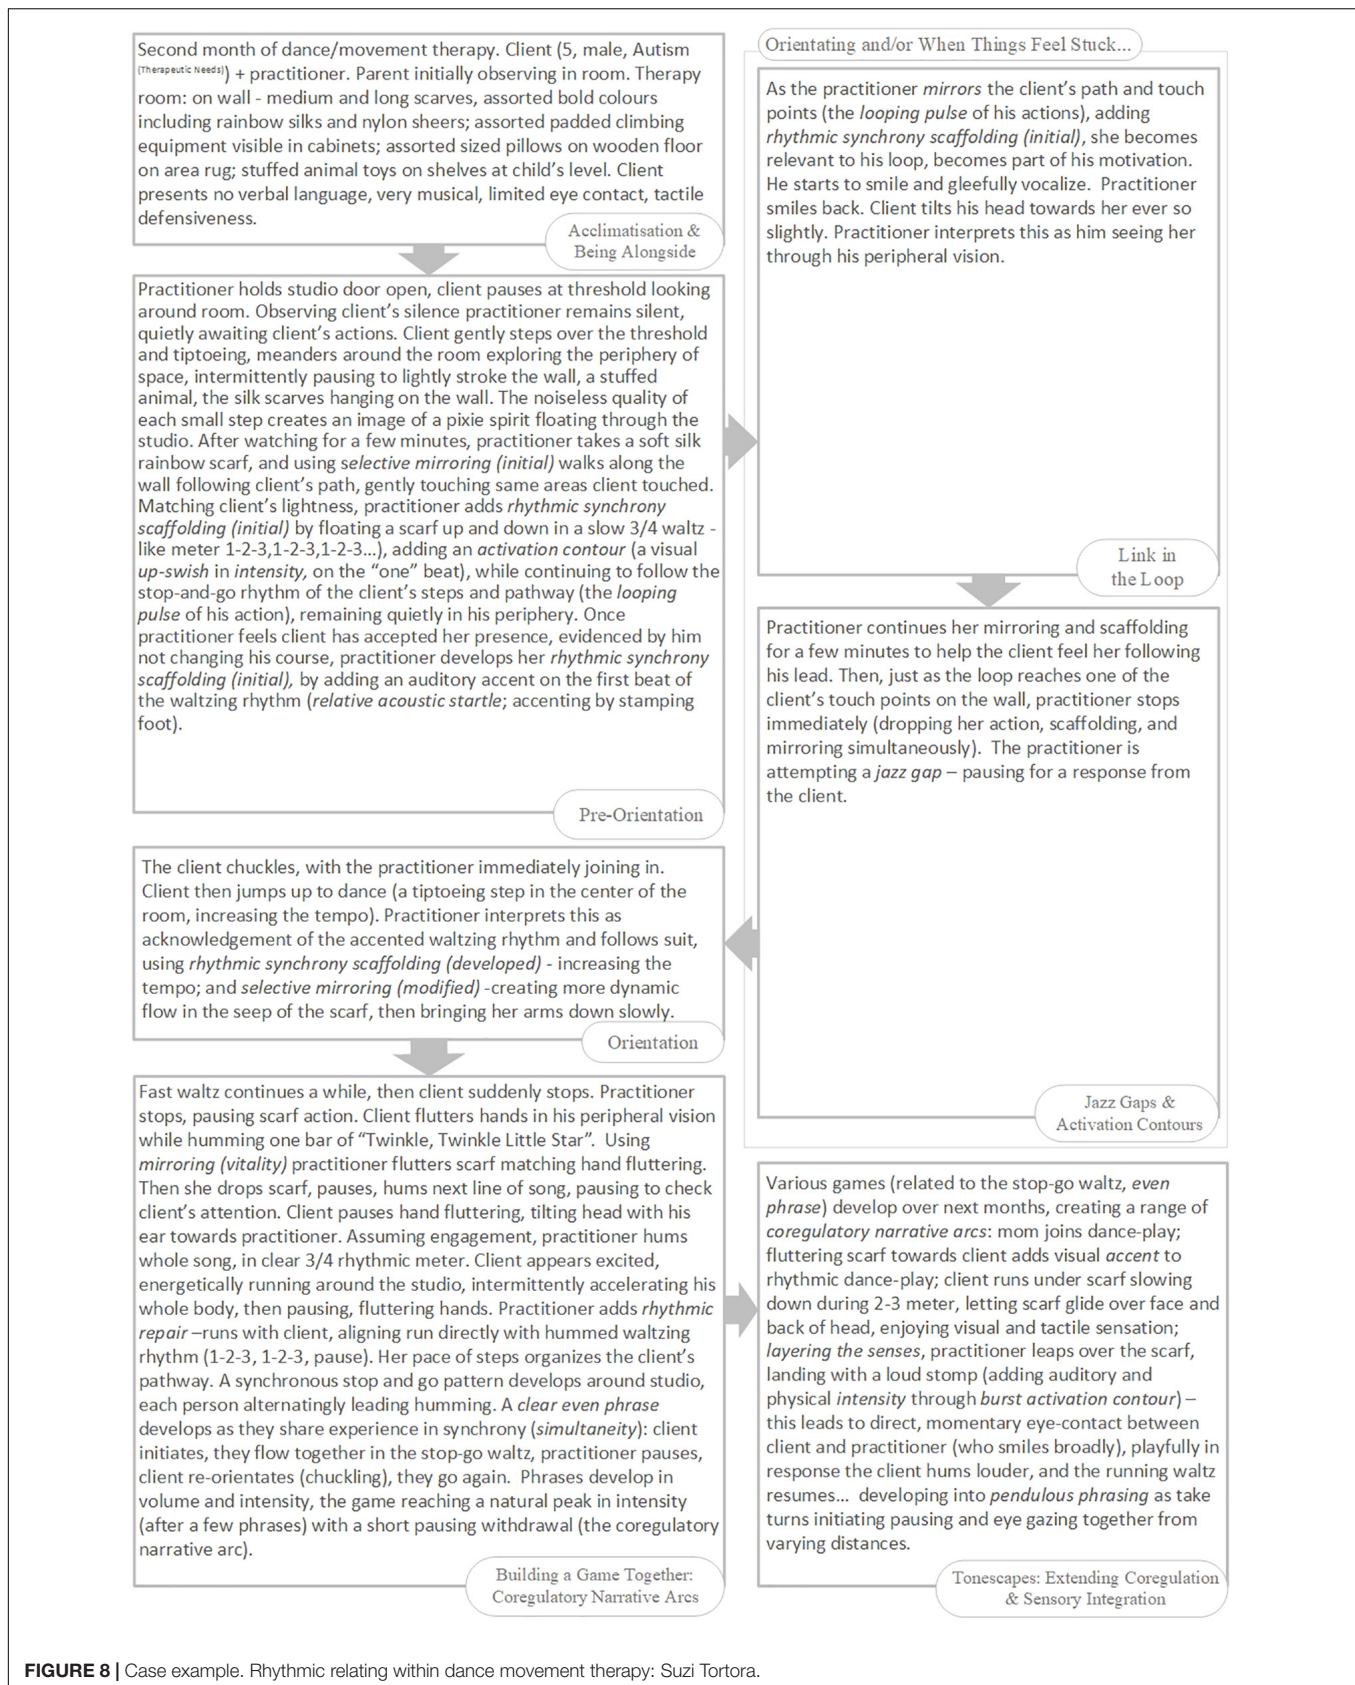 Second month of dance/movement therapy. Client (5, male, Autism
(Therapeutic Needs)) + practitioner. Parent initially observing in room. Therapy
room: on wall - medium and long scarves, assorted bold colours
including rainbow silks and nylon sheers; assorted padded climbing
equipment visible in cabinets; assorted sized pillows on wooden floor
on area rug; stuffed animal toys on shelves at child's level. Client
presents no verbal language, very musical, limited eye contact, tactile
defensiveness.
Acclimatisation &
Being Alongside
Practitioner holds studio door open, client pauses at threshold looking
around room. Observing client's silence practitioner remains silent,
quietly awaiting client's actions. Client gently steps over the threshold
and tiptoeing, meanders around the room exploring the periphery of
space, intermittently pausing to lightly stroke the wall, a stuffed
animal, the silk scarves hanging on the wall. The noiseless quality of
each small step creates an image of a pixie spirit floating through the
studio. After watching for a few minutes, practitioner takes a soft silk
rainbow scarf, and using selective mirroring (initial) walks along the
wall following client's path, gently touching same areas client touched.
Matching client's lightness, practitioner adds rhythmic synchrony
scaffolding (initial) by floating a scarf up and down in a slow 3/4 waltz -
like meter 1-2-3,1-2-3,1-2-3...), adding an activation contour (a visual
up-swish in intensity, on the "one" beat), while continuing to follow the
stop-and-go rhythm of the client's steps and pathway (the looping
pulse of his action), remaining quietly in his periphery. Once
practitioner feels client has accepted her presence, evidenced by him
not changing his course, practitioner develops her rhythmic synchrony
scaffolding (initial), by adding an auditory accent on the first beat of
the waltzing rhythm (relative acoustic startle; accenting by stamping
foot).
Pre-Orientation
Orientating and/or When Things Feel Stuck...
As the practitioner mirrors the client's path and touch
points (the looping pulse of his actions), adding
rhythmic synchrony scaffolding (initial), she becomes
relevant to his loop, becomes part of his motivation.
He starts to smile and gleefully vocalize. Practitioner
smiles back. Client tilts his head towards her ever so
slightly. Practitioner interprets this as him seeing her
through his peripheral vision.
Link in
the Loop
Practitioner continues her mirroring and scaffolding
for a few minutes to help the client feel her following
his lead. Then, just as the loop reaches one of the
client's touch points on the wall, practitioner stops
immediately (dropping her action, scaffolding, and
mirroring simultaneously). The practitioner is
attempting a jazz gap – pausing for a response from
the client.
Jazz Gaps &
Activation Contours
The client chuckles, with the practitioner immediately joining in.
Client then jumps up to dance (a tiptoeing step in the center of the
room, increasing the tempo). Practitioner interprets this as
acknowledgement of the accented waltzing rhythm and follows suit,
using rhythmic synchrony scaffolding (developed) - increasing the
tempo; and selective mirroring (modified) -creating more dynamic
flow in the seep of the scarf, then bringing her arms down slowly.
Orientation
Fast waltz continues a while, then client suddenly stops. Practitioner
stops, pausing scarf action. Client flutters hands in his peripheral vision
while humming one bar of "Twinkle, Twinkle Little Star". Using
mirroring (vitality) practitioner flutters scarf matching hand fluttering.
Then she drops scarf, pauses, hums next line of song, pausing to check
client's attention. Client pauses hand fluttering, tilting head with his
ear towards practitioner. Assuming engagement, practitioner hums
whole song, in clear 3/4 rhythmic meter. Client appears excited,
energetically running around the studio, intermittently accelerating his
whole body, then pausing, fluttering hands. Practitioner adds rhythmic
repair –runs with client, aligning run directly with hummed waltzing
rhythm (1-2-3, 1-2-3, pause). Her pace of steps organizes the client's
pathway. A synchronous stop and go pattern develops around studio,
each person alternatingly leading humming. A clear even phrase
develops as they share experience in synchrony (simultaneity): client
initiates, they flow together in the stop-go waltz, practitioner pauses,
client re-orientates (chuckling), they go again. Phrases develop in
volume and intensity, the game reaching a natural peak in intensity
(after a few phrases) with a short pausing withdrawal (the coregulatory
narrative arc).
Building a Game Together:
Coregulatory Narrative Arcs
Various games (related to the stop-go waltz, even
phrase) develop over next months, creating a range of
coregulatory narrative arcs: mom joins dance-play;
fluttering scarf towards client adds visual accent to
rhythmic dance-play; client runs under scarf slowing
down during 2-3 meter, letting scarf glide over face and
back of head, enjoying visual and tactile sensation;
layering the senses, practitioner leaps over the scarf,
landing with a loud stomp (adding auditory and
physical intensity through burst activation contour) –
this leads to direct, momentary eye-contact between
client and practitioner (who smiles broadly), playfully in
response the client hums louder, and the running waltz
resumes... developing into pendulous phrasing as take
turns initiating pausing and eye gazing together from
varying distances.
Tonescapes: Extending Coregulation
& Sensory Integration
FIGURE 8 | Case example. Rhythmic relating within dance movement therapy: Suzi Tortora.